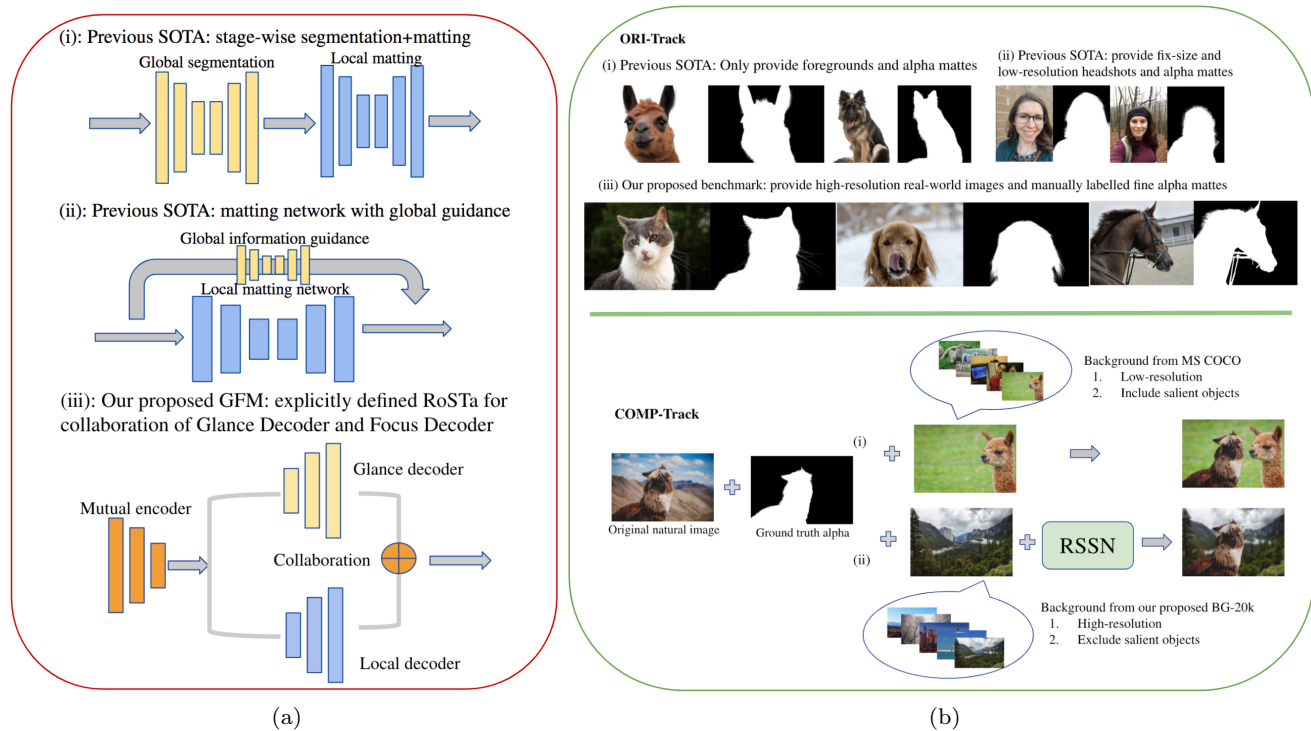 (i): Previous SOTA: stage-wise segmentation+matting
Global segmentation
Local matting
(ii): Previous SOTA: matting network with global guidance
Global information guidance
Local matting network
(iii): Our proposed GFM: explicitly defined RoSTa for
collaboration of Glance Decoder and Focus Decoder
Glance decoder
Mutual encoder
Collaboration
Local decoder
(a)
ORI-Track
(i) Previous SOTA: Only provide foregrounds and alpha mattes
(ii) Previous SOTA: provide fix-size and
low-resolution headshots and alpha mattes
(iii) Our proposed benchmark: provide high-resolution real-world images and manually labelled fine alpha mattes
Background from MS COCO
1. Low-resolution
2. Include salient objects
COMP-Track
(i)
Original natural image
Ground truth alpha
(ii)
RSSN
Background from our proposed BG-20k
1. High-resolution
2. Exclude salient objects
(b)